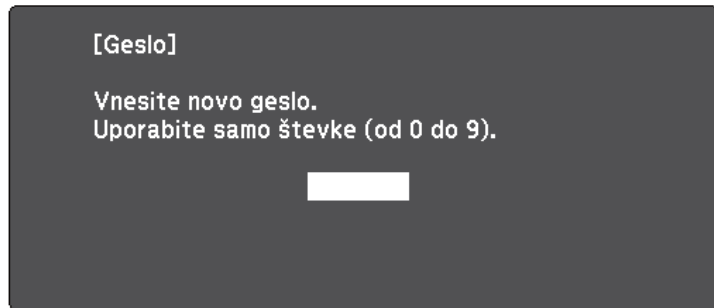 [Geslo]
Vnesite novo geslo.
Uporabite samo števke (od 0 do 9).